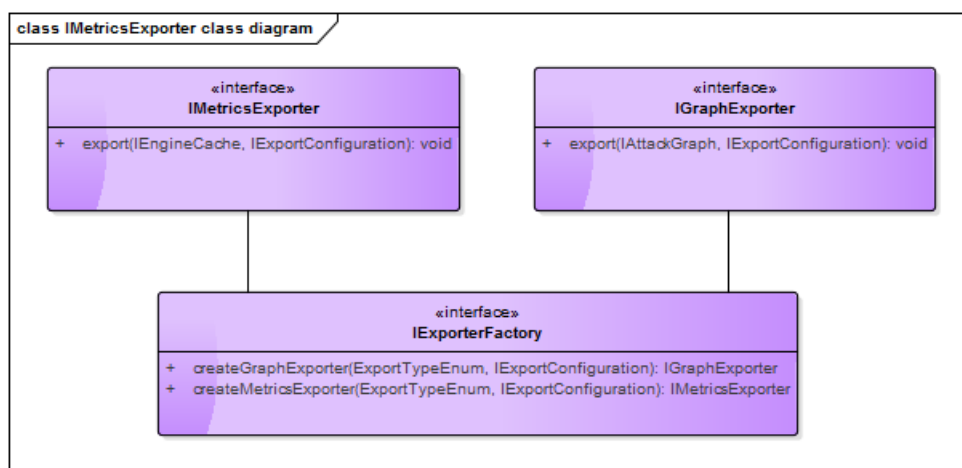 class IMetricsExporter class diagram
«interface»
IMetricsExporter
+ export(IEngineCache, IExportConfiguration): void
«interface»
IGraphExporter
+ export(IAttackGraph, IExportConfiguration): void
«interface»
IExporterFactory
+ createGraphExporter(ExportTypeEnum, IExportConfiguration): IGraphExporter
+ createMetricsExporter(ExportTypeEnum, IExportConfiguration): IMetricsExporter